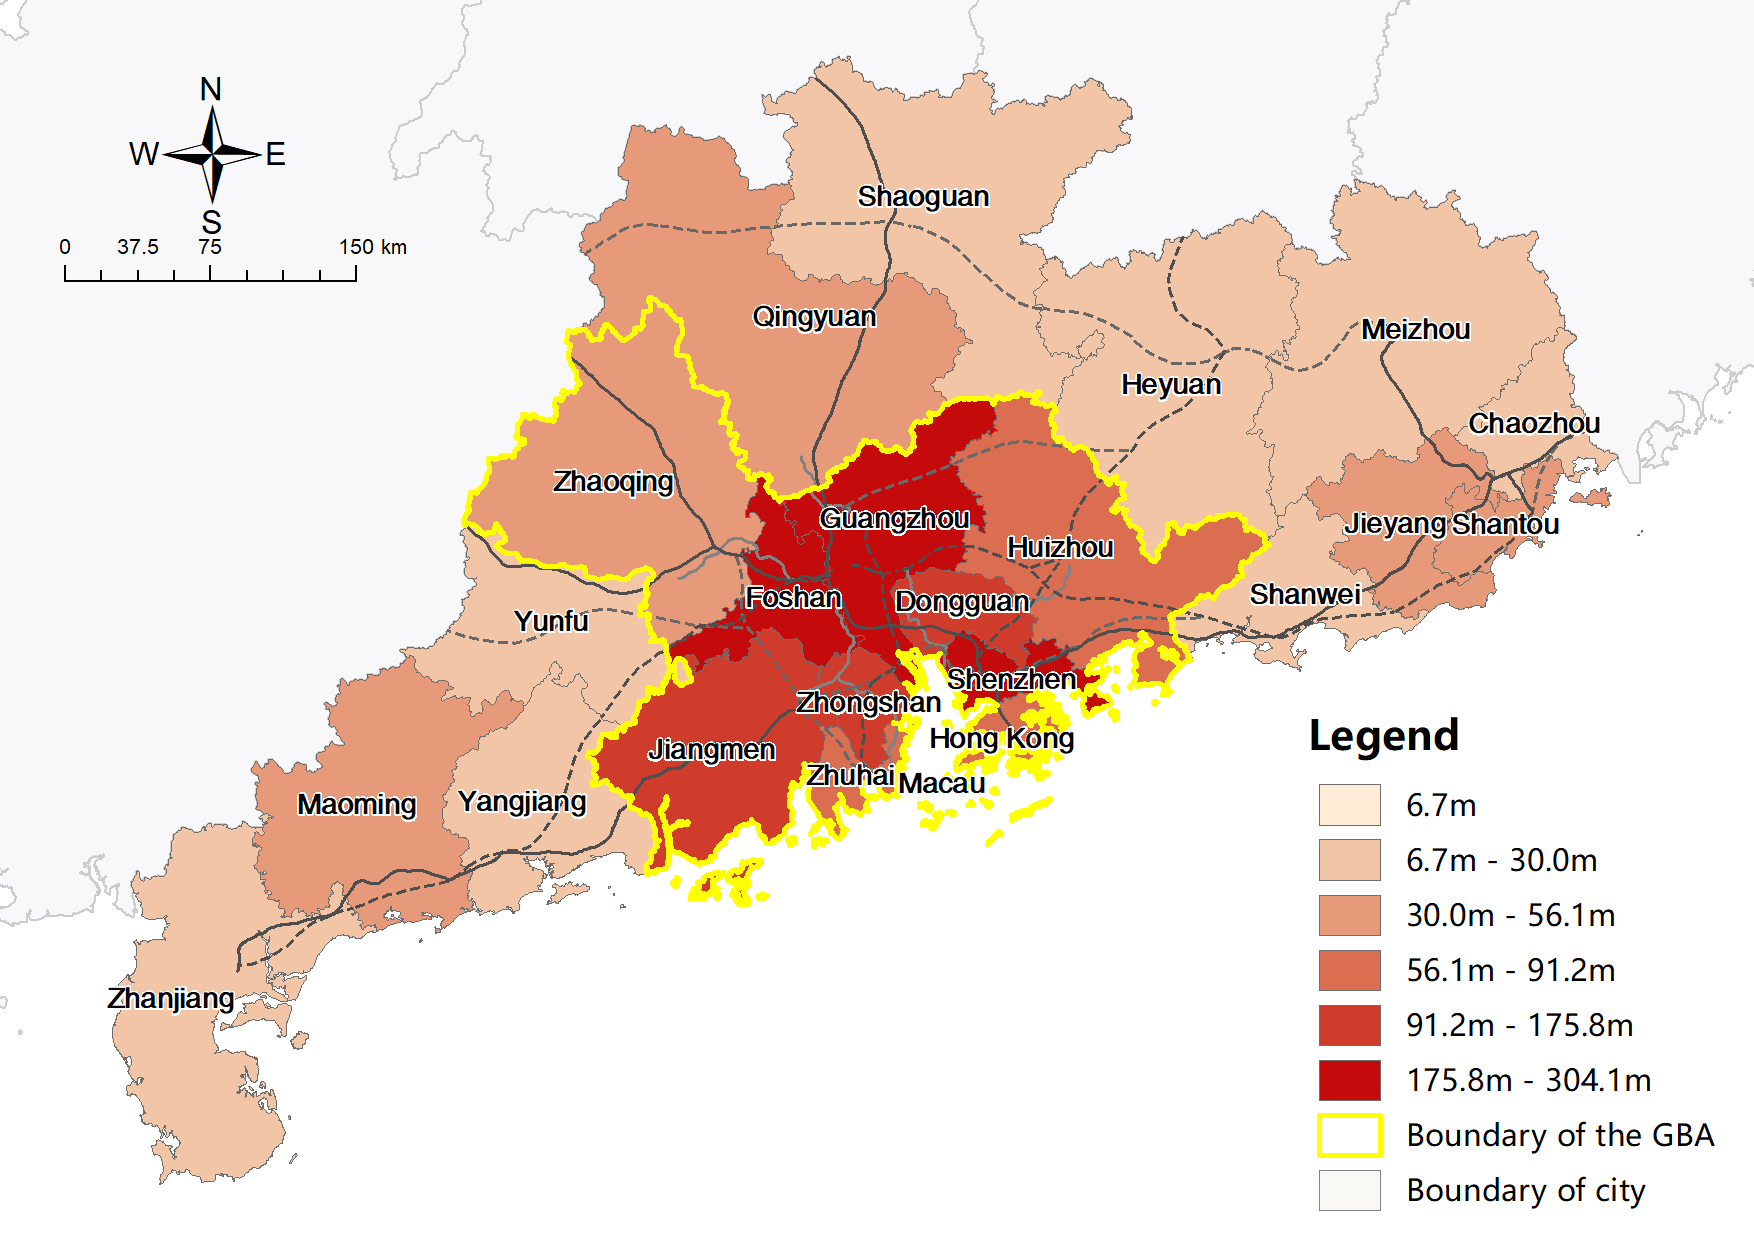 N
W E
S
0 37.5 75 150 km
Shaoguan
Qingyuan
Meizhou
Heyuan
Chaozhou
Zhaoqing
Guangzhou
Jieyang Shantou
Huizhou
Foshan
Dongguan
Shanwei
Yunfu
Shenzhen
Zhongshan
Hong Kong
Jiangmen
Zhuhai
Macau
Maoming
Yangjiang
Zhanjiang
Legend
6.7m
6.7m - 30.0m
30.0m - 56.1m
56.1m - 91.2m
91.2m - 175.8m
175.8m - 304.1m
Boundary of the GBA
Boundary of city